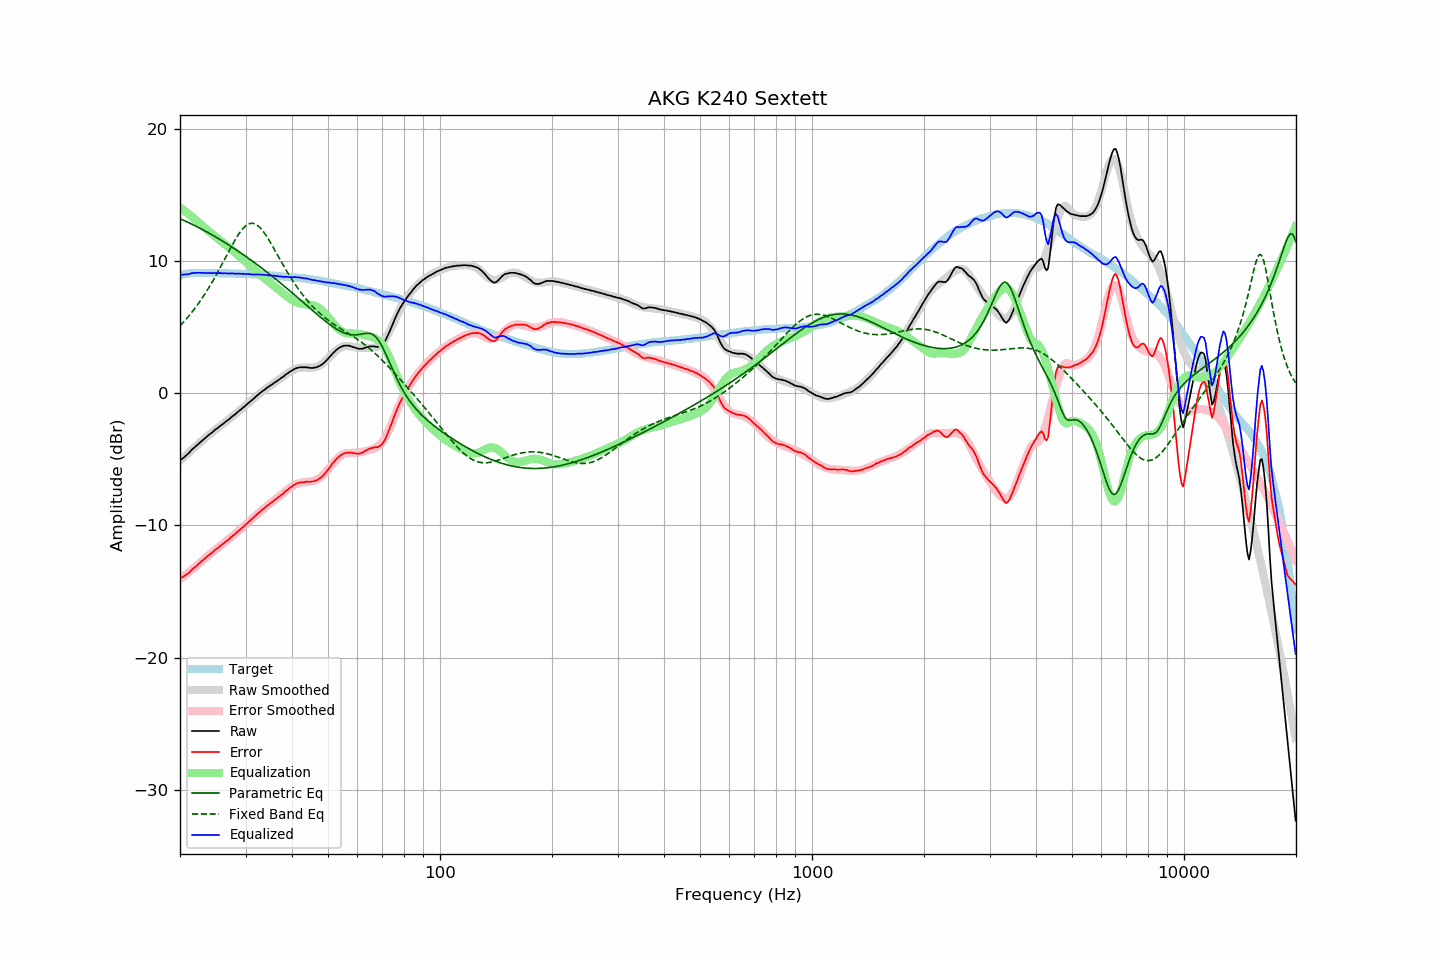 AKG K240 Sextett
Amplitude (dBr)
20
10
0
−10
−20
−30
Target
Raw Smoothed
Error Smoothed
Raw
Error
Equalization
Parametric Eq
Fixed Band Eq
Equalized
100
1000
10000
Frequency (Hz)